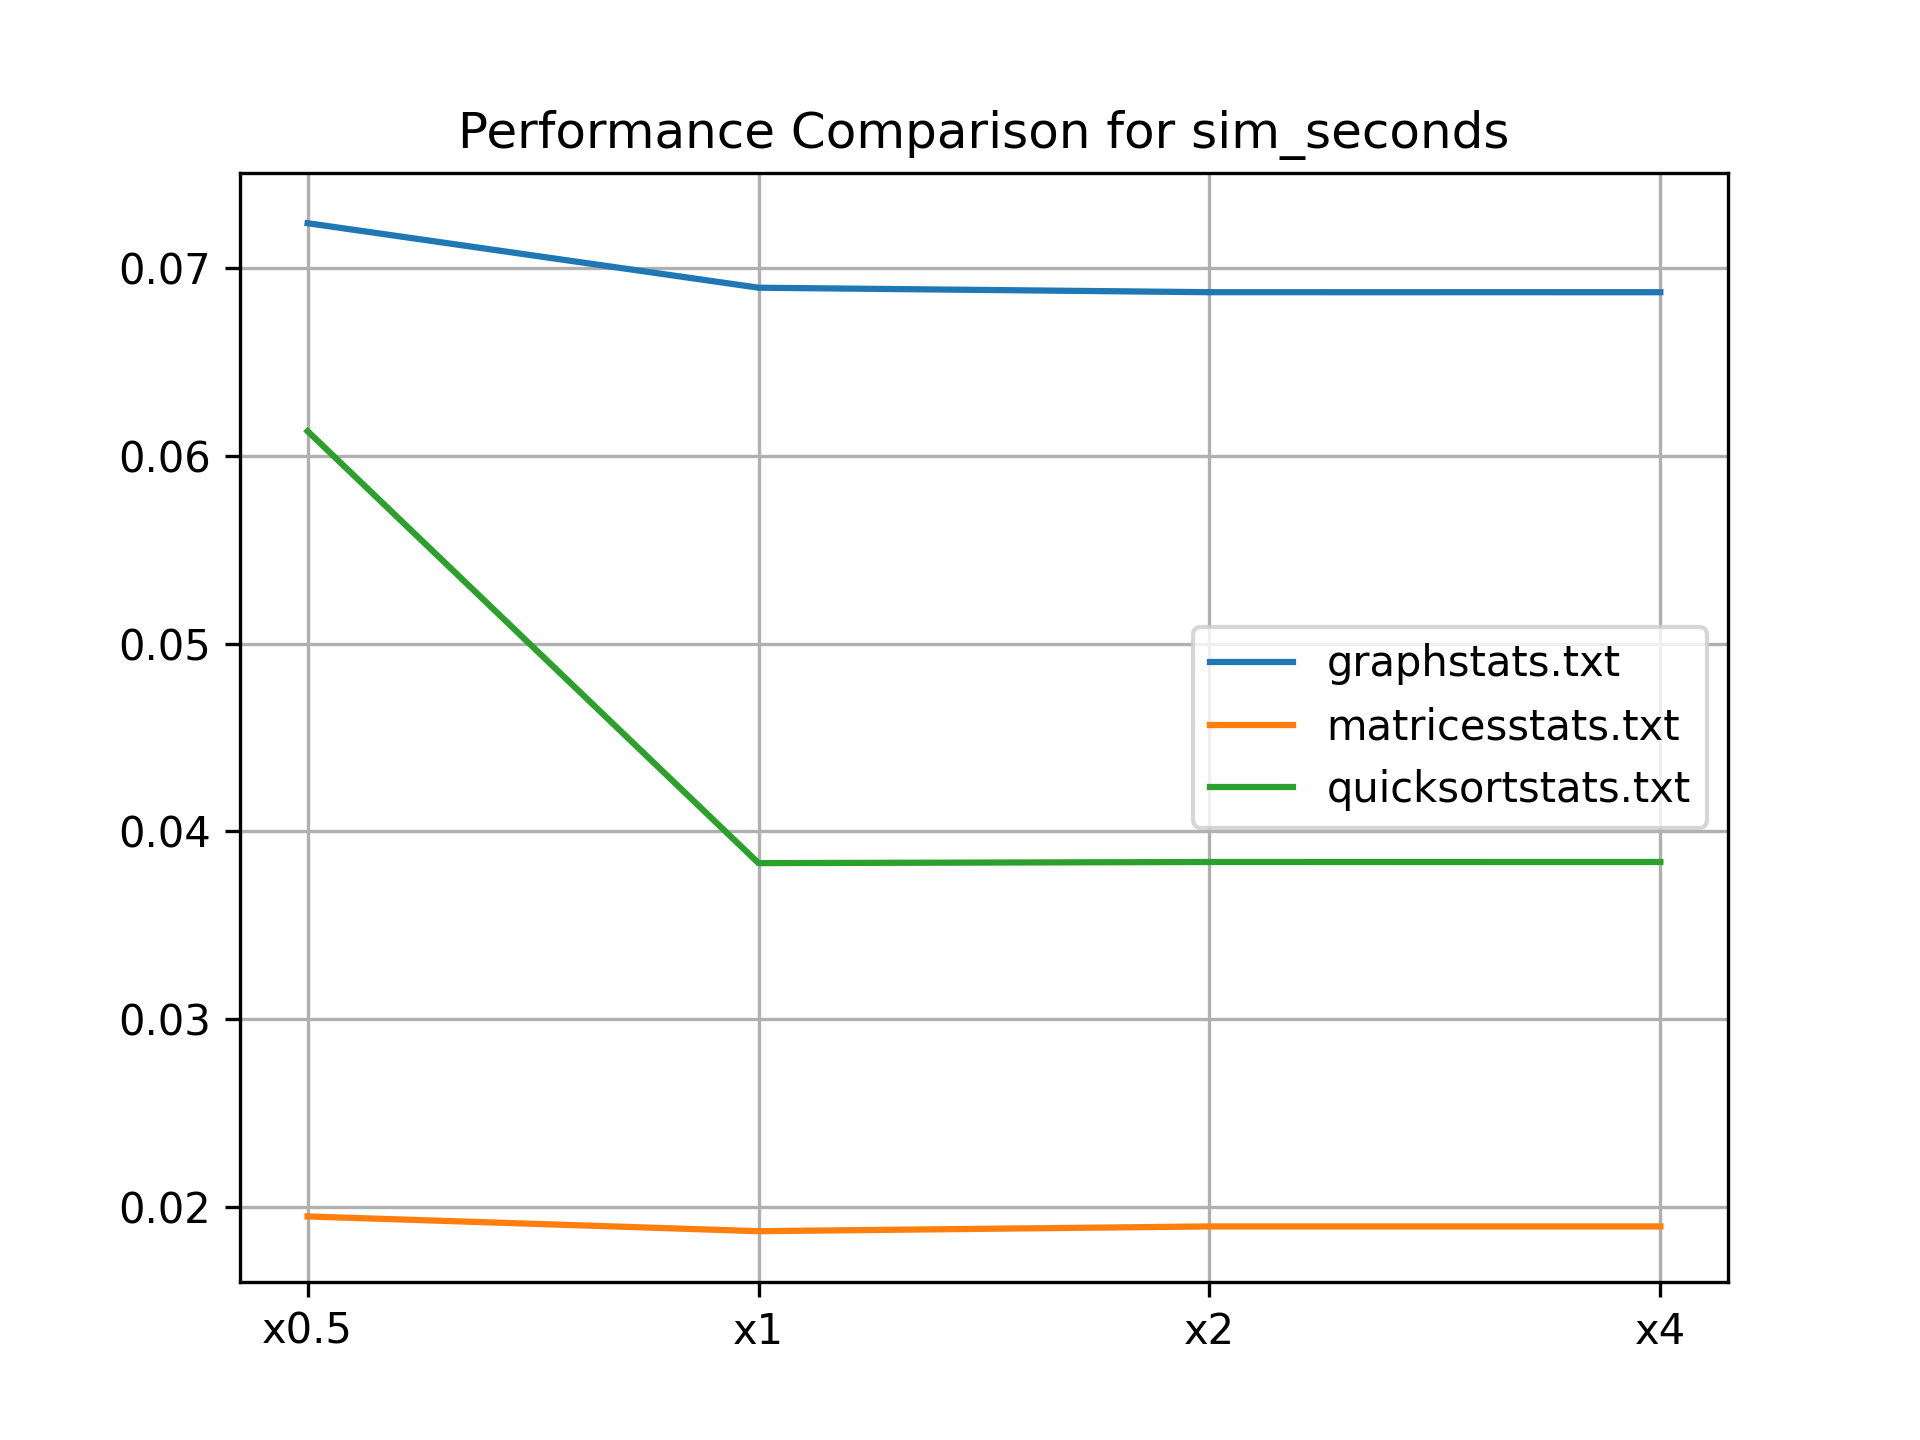 Performance Comparison for sim_seconds
0.07
0.06
0.05
0.04
0.03
0.02
graphstats.txt
matricesstats.txt
quicksortstats.txt
x0.5 x1 x2 x4